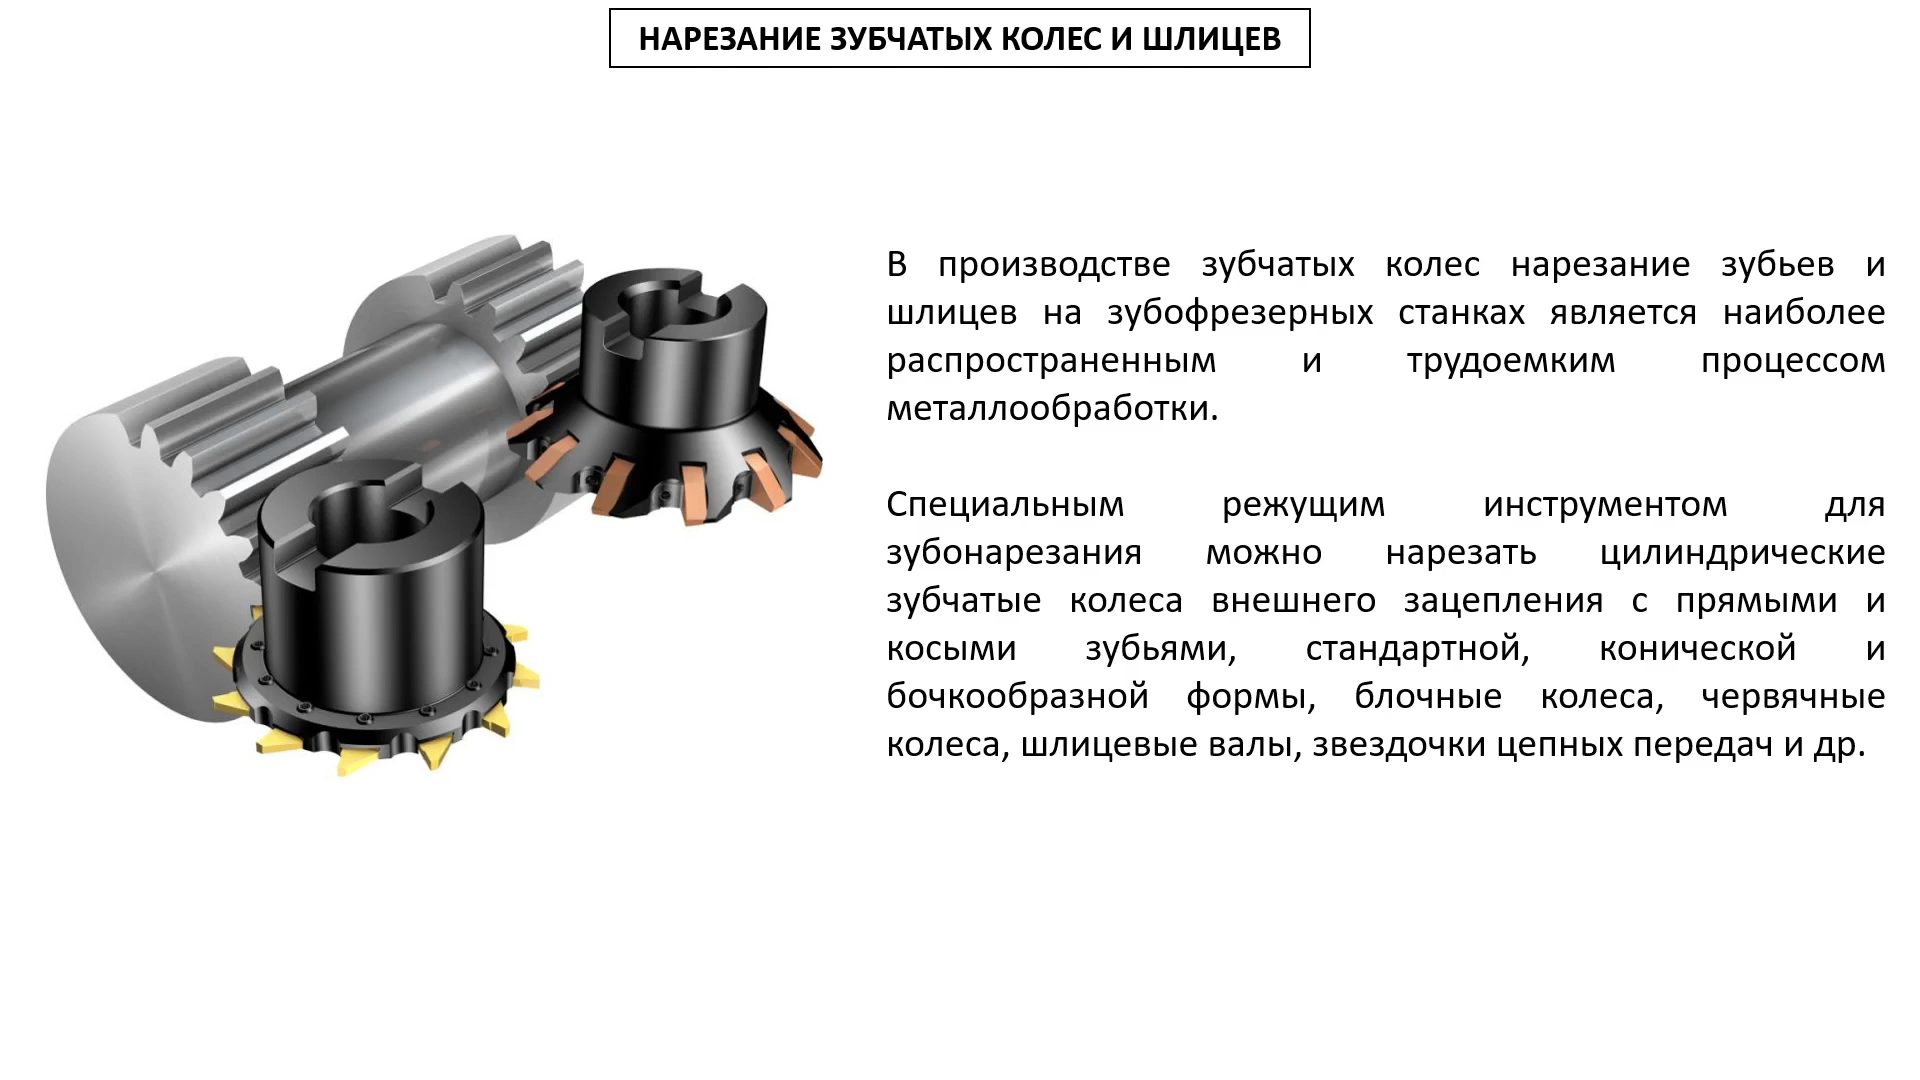 НАРЕЗАНИЕ ЗУБЧАТЫХ КОЛЕС И ШЛИЦЕВ
В производстве зубчатых колес нарезание зубьев и
шлицев на зубофрезерных станках является наиболее
распространенным и трудоемким процессом
металлообработки.
Специальным режущим инструментом для
зубонарезания можно нарезать цилиндрические
зубчатые колеса внешнего зацепления с прямыми и
косыми зубьями, стандартной, конической и
бочкообразной формы, блочные колеса, червячные
колеса, шлицевые валы, звездочки цепных передач и др.